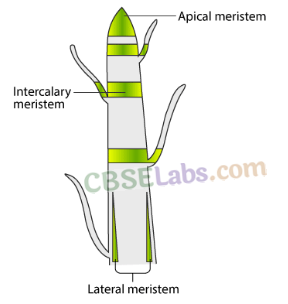 Apical meristem
Intercalary
meristem
CBSELabs.com
Lateral meristem